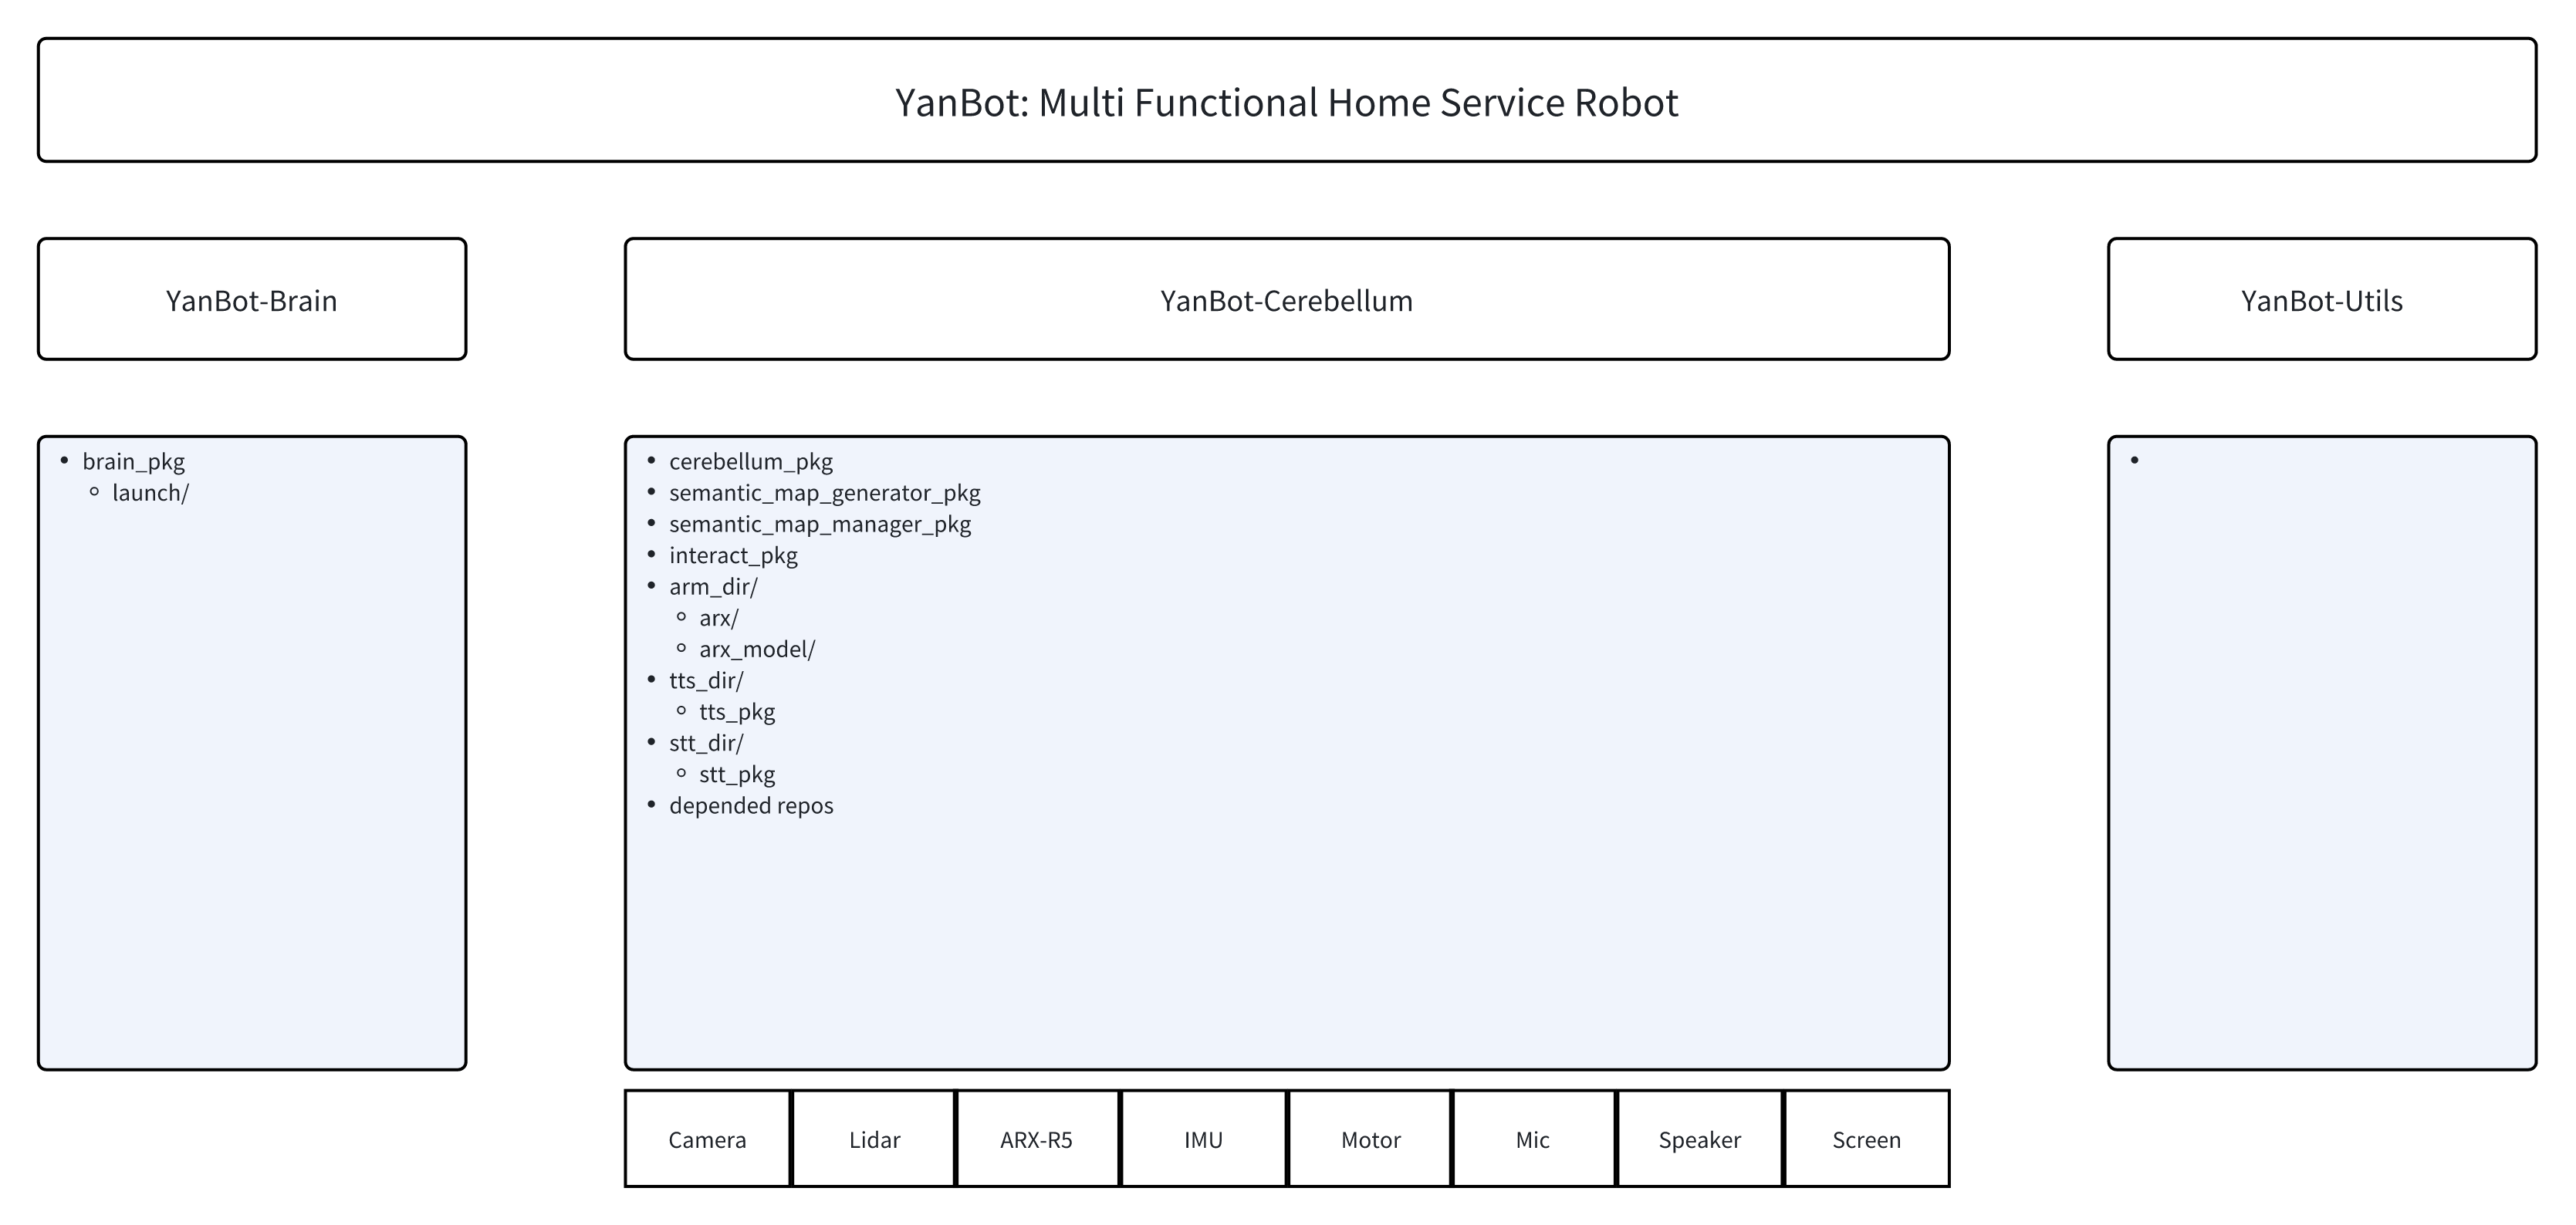 YanBot: Multi Functional Home Service Robot
YanBot-Brain
YanBot-Cerebellum
YanBot-Utils
• brain_pkg
◦ launch/
• cerebellum_pkg
• semantic_map_generator_pkg
• semantic_map_manager_pkg
• interact_pkg
• arm_dir/
◦ arx/
◦ arx_model/
• tts_dir/
◦ tts_pkg
• stt_dir/
◦ stt_pkg
• depended repos
•
Camera
Lidar
ARX-R5
IMU
Motor
Mic
Speaker
Screen